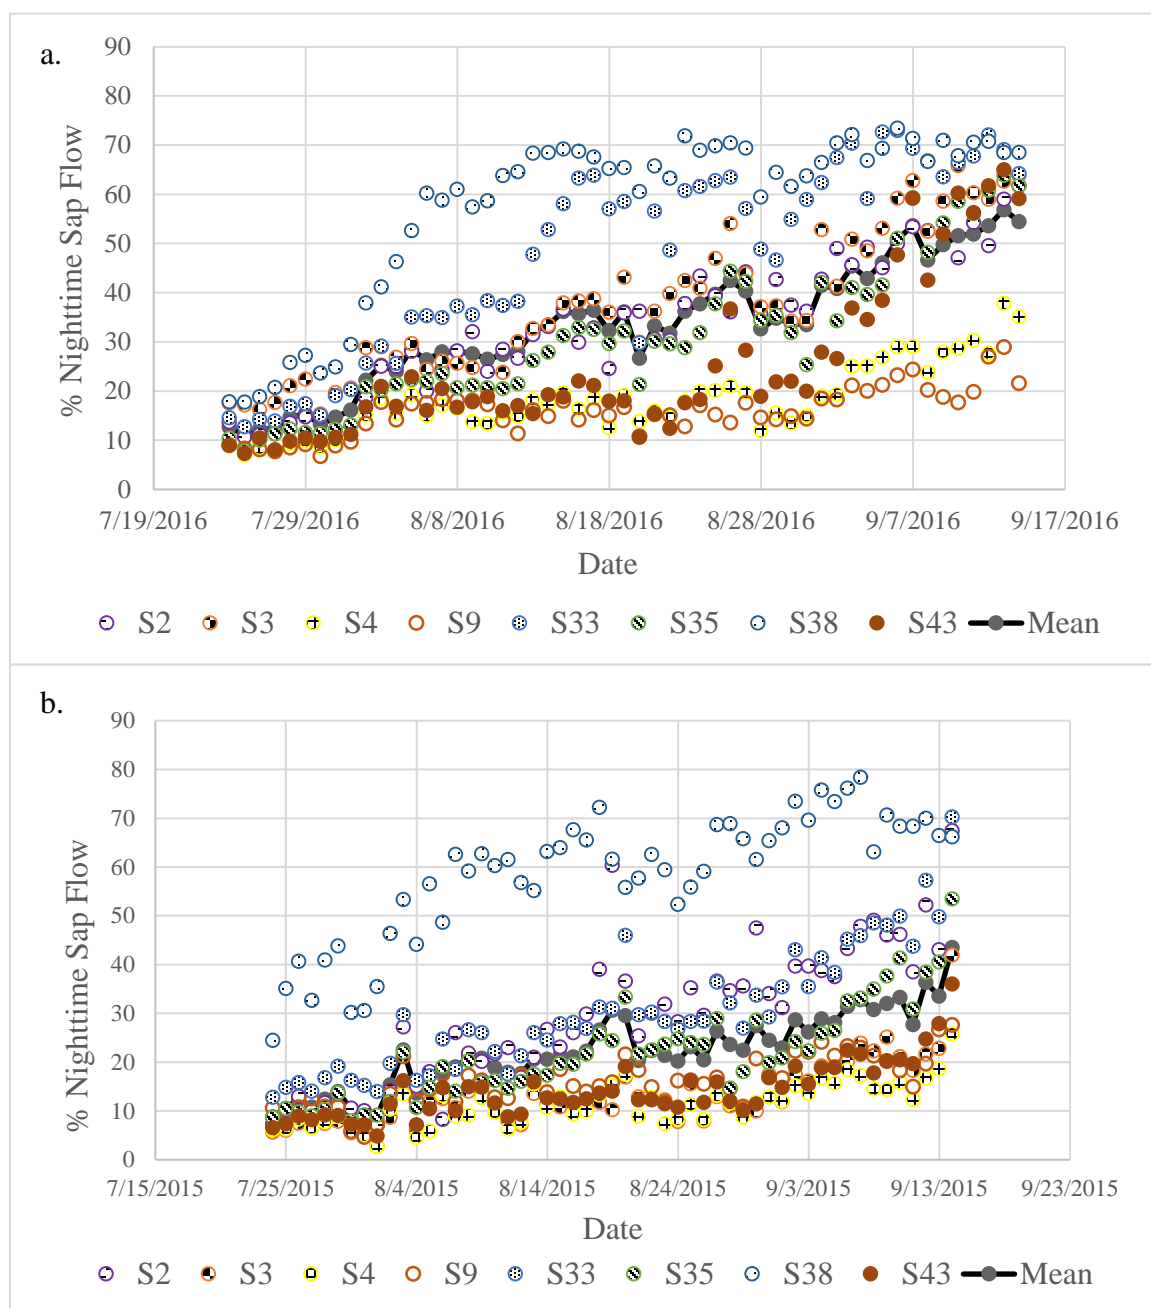 a.
90
80
70
60
50
40
30
20
10
0
% Nighttime Sap Flow
7/19/2016 7/29/2016 8/8/2016 8/18/2016 8/28/2016 9/7/2016 9/17/2016
Date
S2 S3 S4 S9 S33 S35 S38 S43 Mean
b.
90
80
70
60
50
40
30
20
10
0
% Nighttime Sap Flow
7/15/2015 7/25/2015 8/4/2015 8/14/2015 8/24/2015 9/3/2015 9/13/2015 9/23/2015
Date
S2 S3 S4 S9 S33 S35 S38 S43 Mean